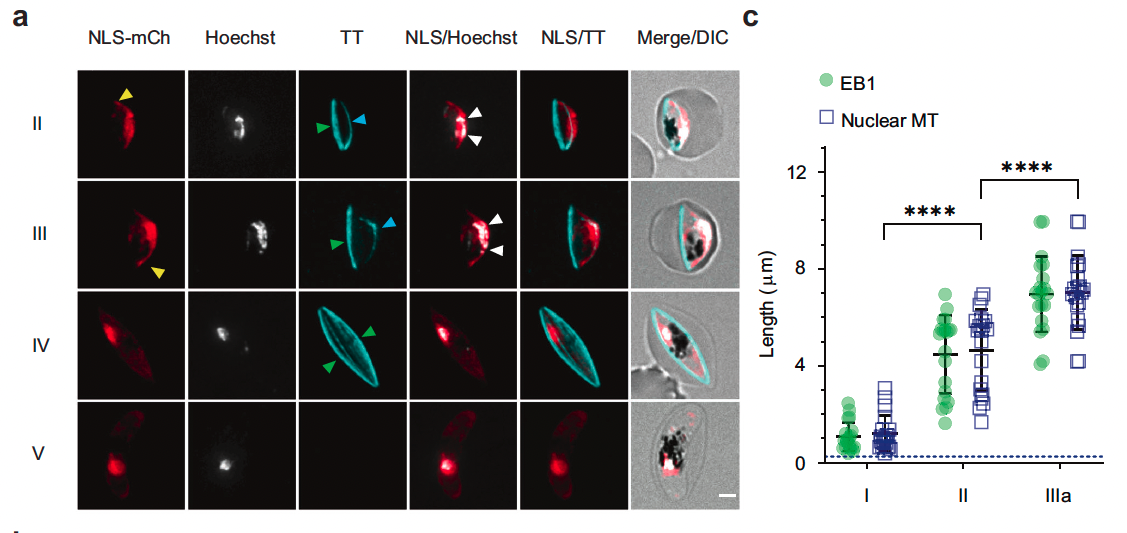 a
NLS-mCh Hoechst TT NLS/Hoechst NLS/TT Merge/DIC
II
III
IV
V
c
EB1
Nuclear MT
Length (μm)
12
8
4
0
****
****
I II IIIa